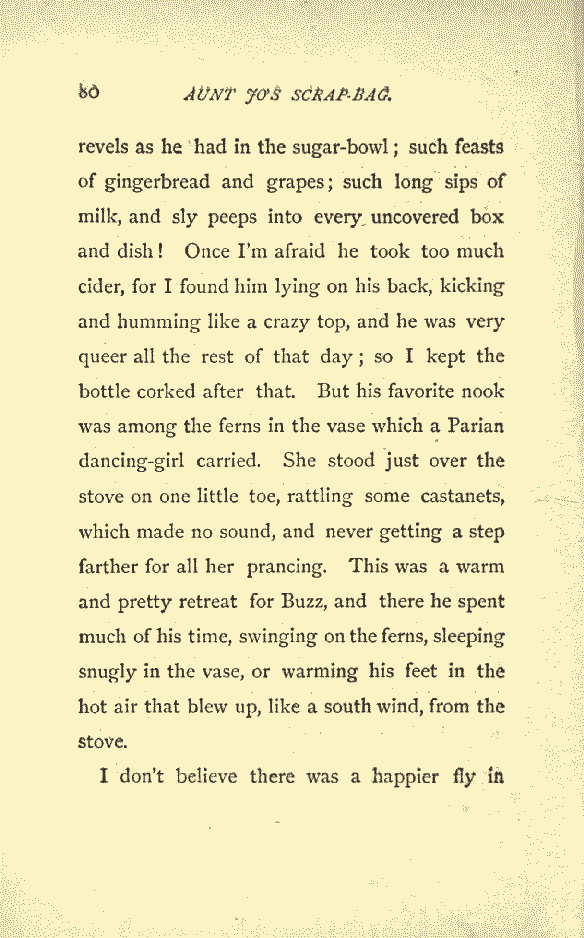 80 AUNT JO'S SCRAP-BAG.
revels as he had in the sugar-bowl; such feasts
of gingerbread and grapes; such long sips of
milk, and sly peeps into every uncovered box
and dish! Once I'm afraid he took too much
cider, for I found him lying on his back, kicking
and humming like a crazy top, and he was very
queer all the rest of that day; so I kept the
bottle corked after that. But his favorite nook
was among the ferns in the vase which a Parian
dancing-girl carried. She stood just over the
stove on one little toe, rattling some castanets,
which made no sound, and never getting a step
farther for all her prancing. This was a warm
and pretty retreat for Buzz, and there he spent
much of his time, swinging on the ferns, sleeping
snugly in the vase, or warming his feet in the
hot air that blew up, like a south wind, from the
stove.
I don't believe there was a happier fly in